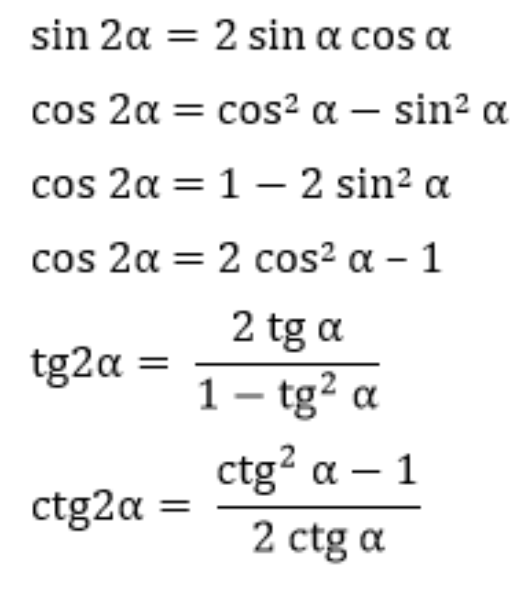 sin 2α = 2 sin α cos α
cos 2α = cos² α − sin² α
cos 2α = 1 − 2 sin² α
cos 2α = 2 cos² α − 1
tg2α = 2 tg α / 1 − tg² α
ctg2α = ctg² α − 1 / 2 ctg α